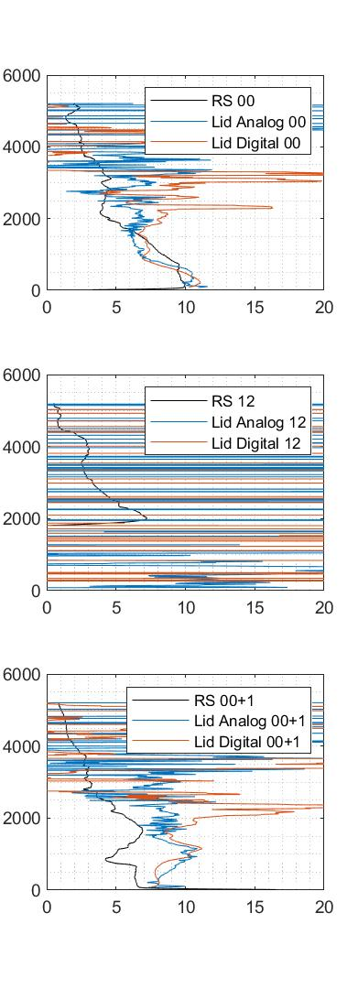 6000
RS 00
Lid Analog 00
4000
Lid Digital 00
2000
0
0 5 10 15 20
6000
RS 12
Lid Analog 12
Lid Digital 12
4000
2000
0
0 5 10 15 20
6000
RS 00+1
Lid Analog 00+1
4000
Lid Digital 00+1
2000
0
0 5 10 15 20